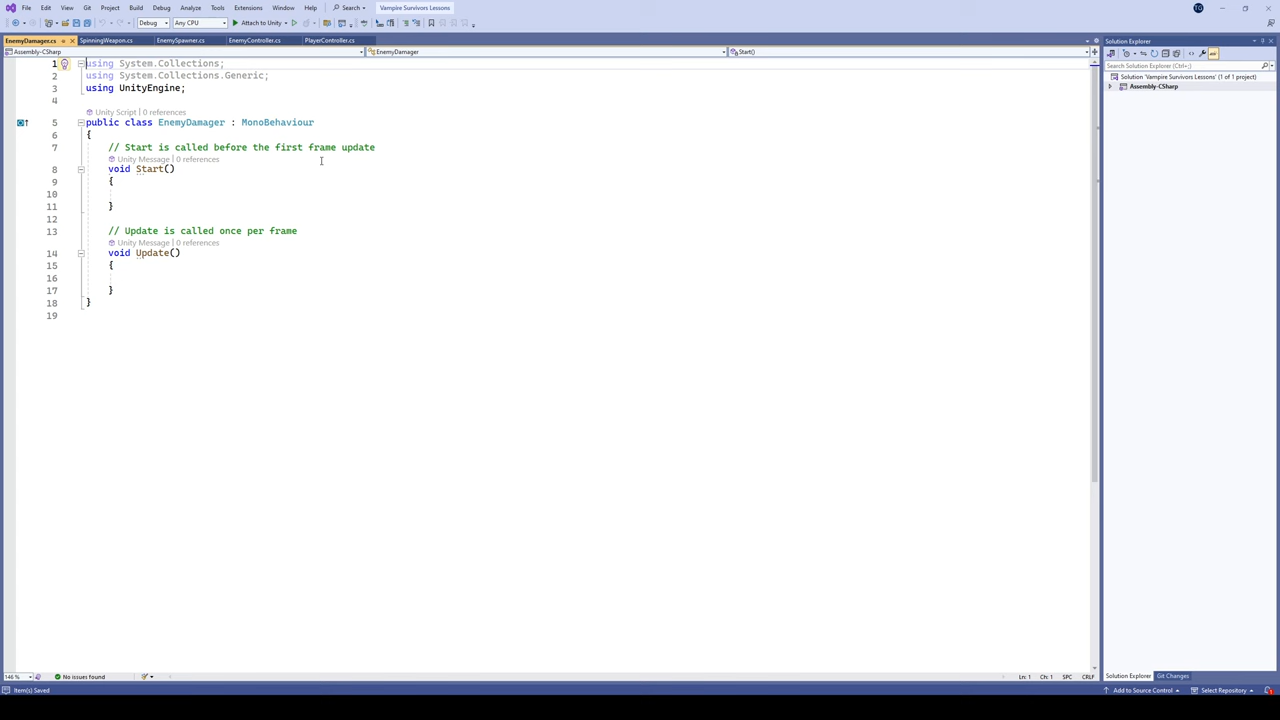 File Edit View Git Project Build Debug Analyze Tools Extensions Window Help Search Vampire Survivors Lessons TG
Debug Any CPU Attach to Unity
EnemyDamager.cs SpinningWeapon.cs EnemySpawner.cs EnemyController.cs PlayerController.cs
Assembly-CSharp EnemyDamager Start()
1 using System.Collections;
2 using System.Collections.Generic;
3 using UnityEngine;
4
Unity Script | 0 references
5 public class EnemyDamager : MonoBehaviour
6 {
7 // Start is called before the first frame update
Unity Message | 0 references
8 void Start()
9 {
10
11 }
12
13 // Update is called once per frame
Unity Message | 0 references
14 void Update()
15 {
16
17 }
18 }
19
146 % No issues found Ln: 1 Ch: 1 SPC CRLF
Item(s) Saved
Solution Explorer
Search Solution Explorer (Ctrl+;)
Solution 'Vampire Survivors Lessons' (1 of 1 project)
Assembly-CSharp
Solution Explorer Git Changes
Add to Source Control Select Repository